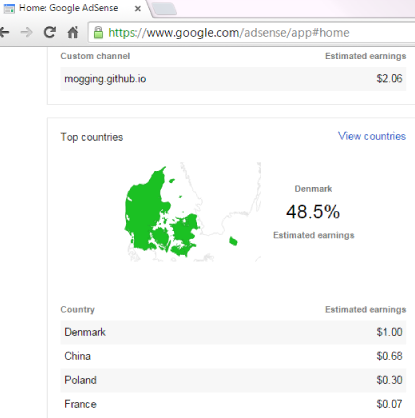 Home: Google AdSense
https://www.google.com/adsense/app#home
Custom channel Estimated earnings
mogging.github.io $2.06
Top countries View countries
Denmark
48.5%
Estimated earnings
Country Estimated earnings
Denmark $1.00
China $0.68
Poland $0.30
France $0.07